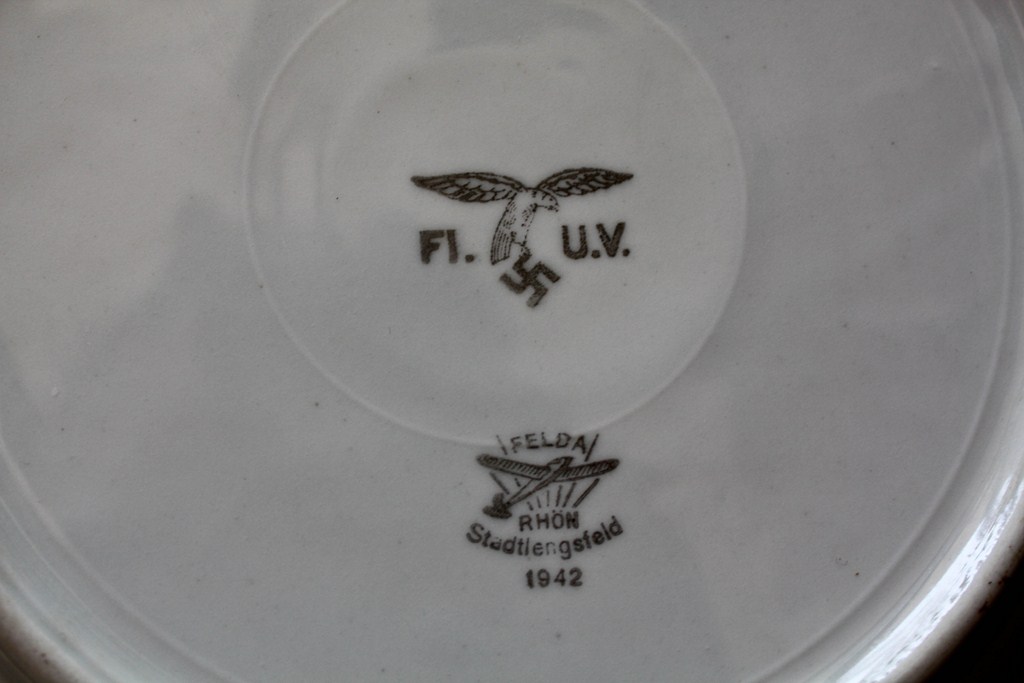 Fl. U.V.
FELDA
RHÖN
Stadtlengsfeld
1942